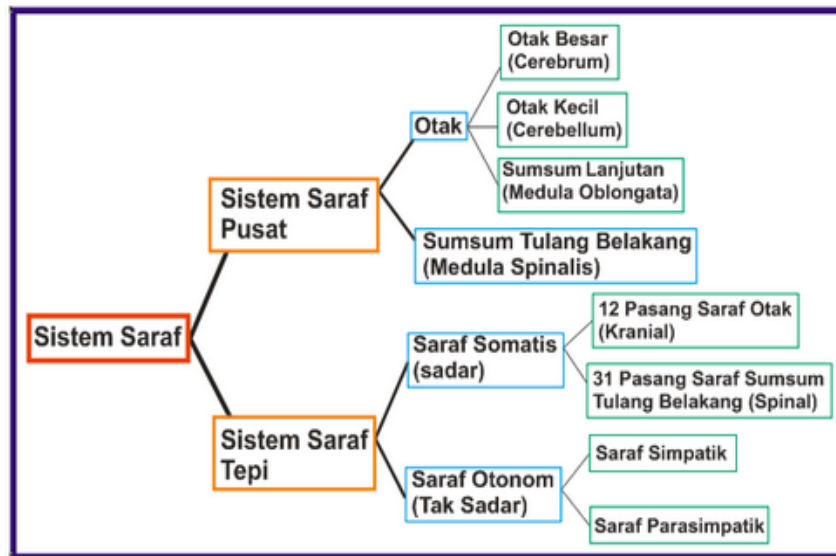 Otak Besar
(Cerebrum)
Otak
Otak Kecil
(Cerebellum)
Sumsum Lanjutan
(Medula Oblongata)
Sistem Saraf
Pusat
Sumsum Tulang Belakang
(Medula Spinalis)
Sistem Saraf
12 Pasang Saraf Otak
(Kranial)
Saraf Somatis
(sadar)
31 Pasang Saraf Sumsum
Tulang Belakang (Spinal)
Sistem Saraf
Tepi
Saraf Simpatik
Saraf Otonom
(Tak Sadar)
Saraf Parasimpatik